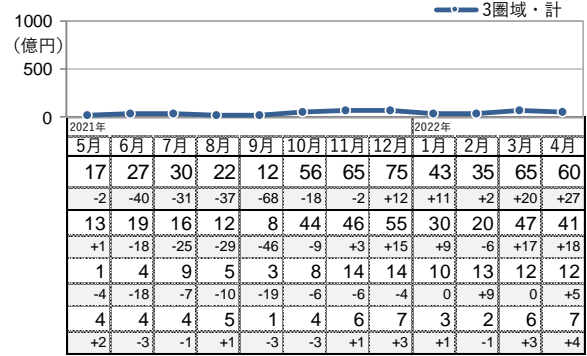 3圏域・計
1000
(億円)
500
0
2021年 2022年
5月 6月 7月 8月 9月 10月 11月 12月 1月 2月 3月 4月
17 27 30 22 12 56 65 75 43 35 65 60
-2 -40 -31 -37 -68 -18 -2 +12 +11 +2 +20 +27
13 19 16 12 8 44 46 55 30 20 47 41
+1 -18 -25 -29 -46 -9 +3 +15 +9 -6 +17 +18
1 4 9 5 3 8 14 14 10 13 12 12
-4 -18 -7 -10 -19 -6 -6 -4 0 +9 0 +5
4 4 4 5 1 4 6 7 3 2 6 7
+2 -3 -1 +1 -3 -3 +1 +3 +1 -1 +3 +4